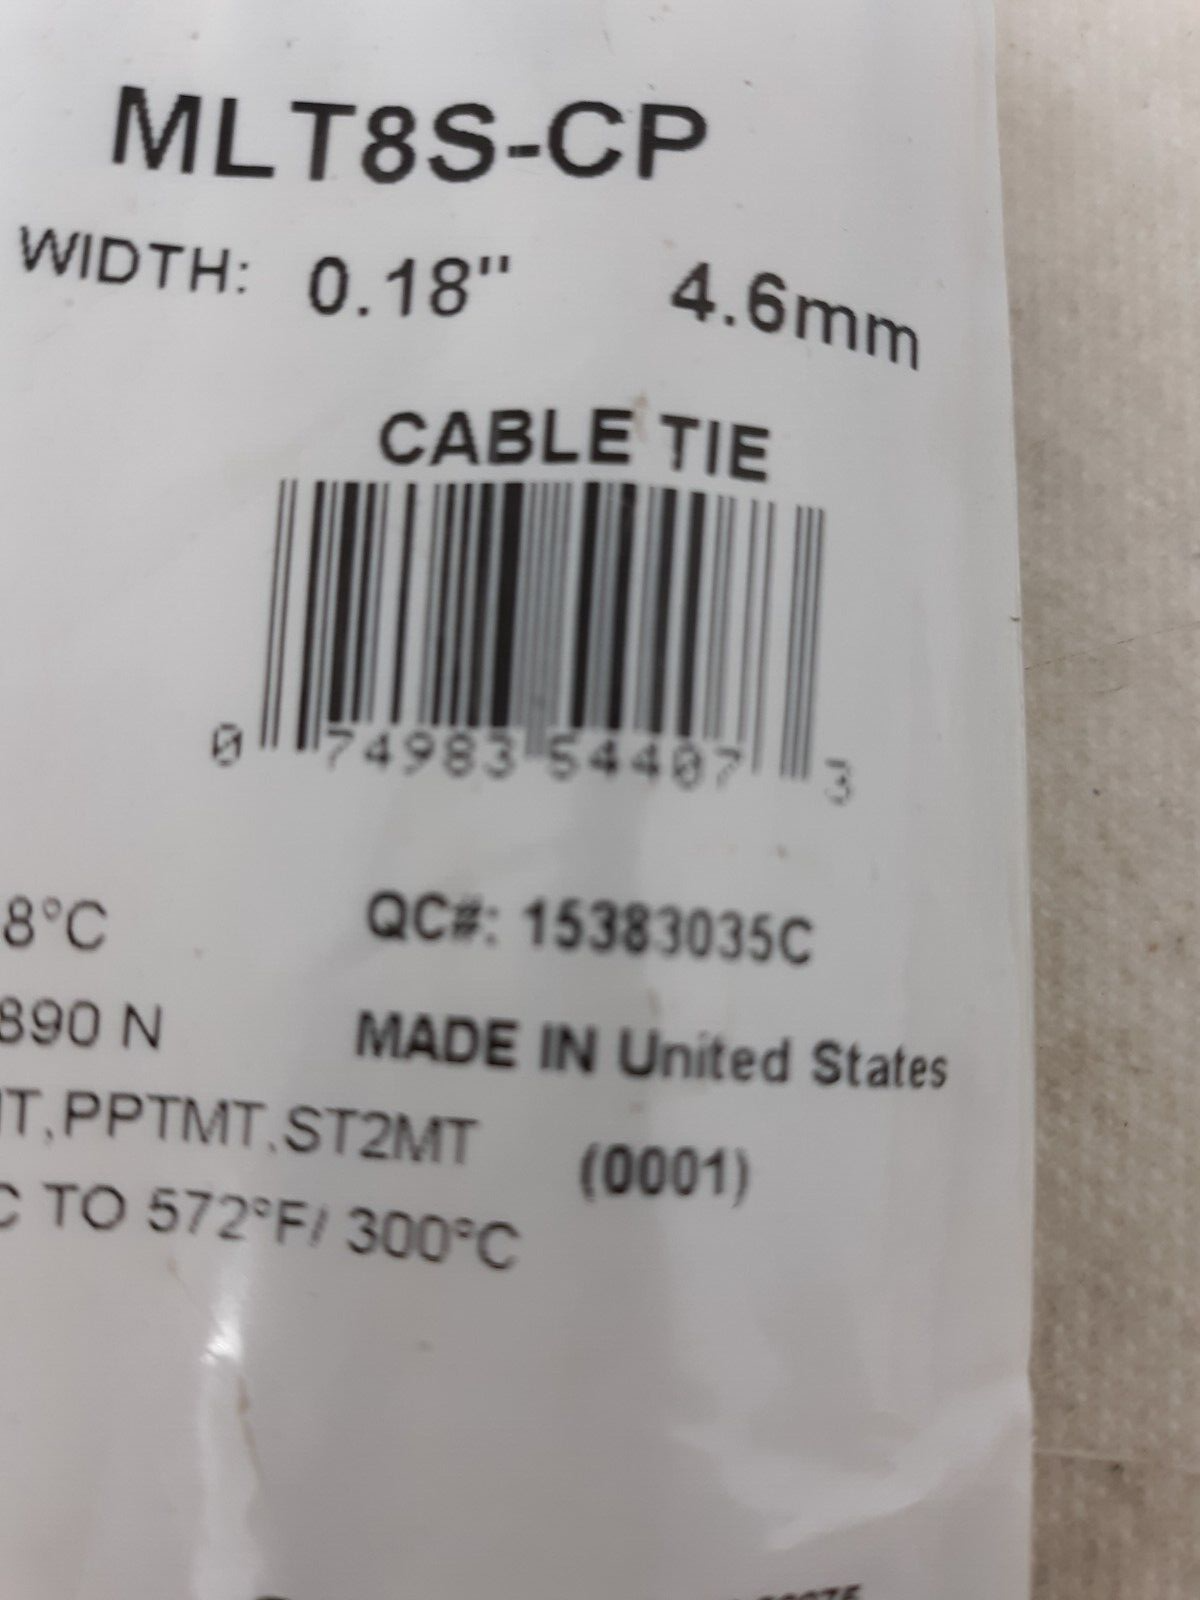 MLT8S-CP
WIDTH: 0.18" 4.6mm
CABLE TIE
0 74983 54407 3
8°C
QC#: 15383035C
890 N
MADE IN United States
IT,PPTMT,ST2MT
(0001)
C TO 572°F/ 300°C